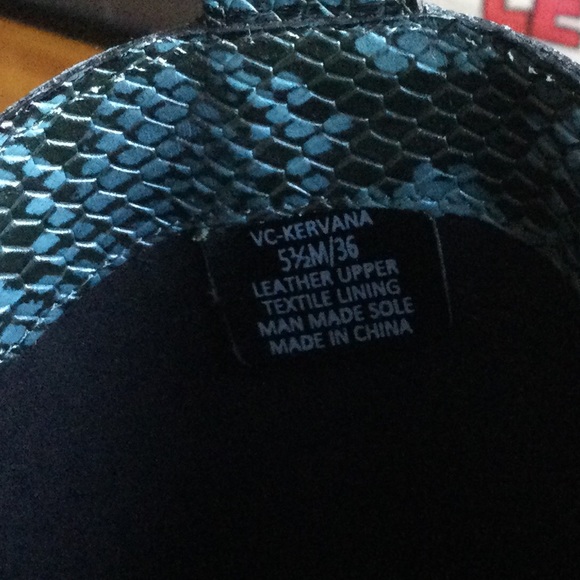 VC-KERVANA
5½M/36
LEATHER UPPER
TEXTILE LINING
MAN MADE SOLE
MADE IN CHINA